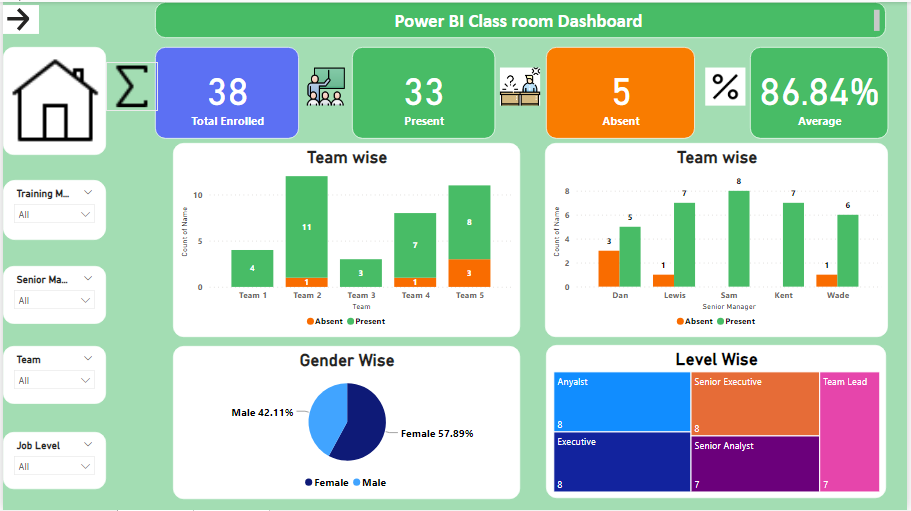 Power BI Class room Dashboard
Σ
38
Total Enrolled
33
Present
5
Absent
%
86.84%
Average
Training M...
All
Senior Ma...
All
Team
All
Job Level
All
Team wise
Count of Name
10
5
0
4
11
1
3
7
1
8
3
Team 1 Team 2 Team 3 Team 4 Team 5
Team
Absent Present
Team wise
Count of Name
8
6
4
2
0
3 5
1 7
8
7
1 6
Dan Lewis Sam Kent Wade
Senior Manager
Absent Present
Gender Wise
Male 42.11%
Female 57.89%
Female Male
Level Wise
Anyalst
8
Executive
8
Senior Executive
8
Senior Analyst
7
Team Lead
7